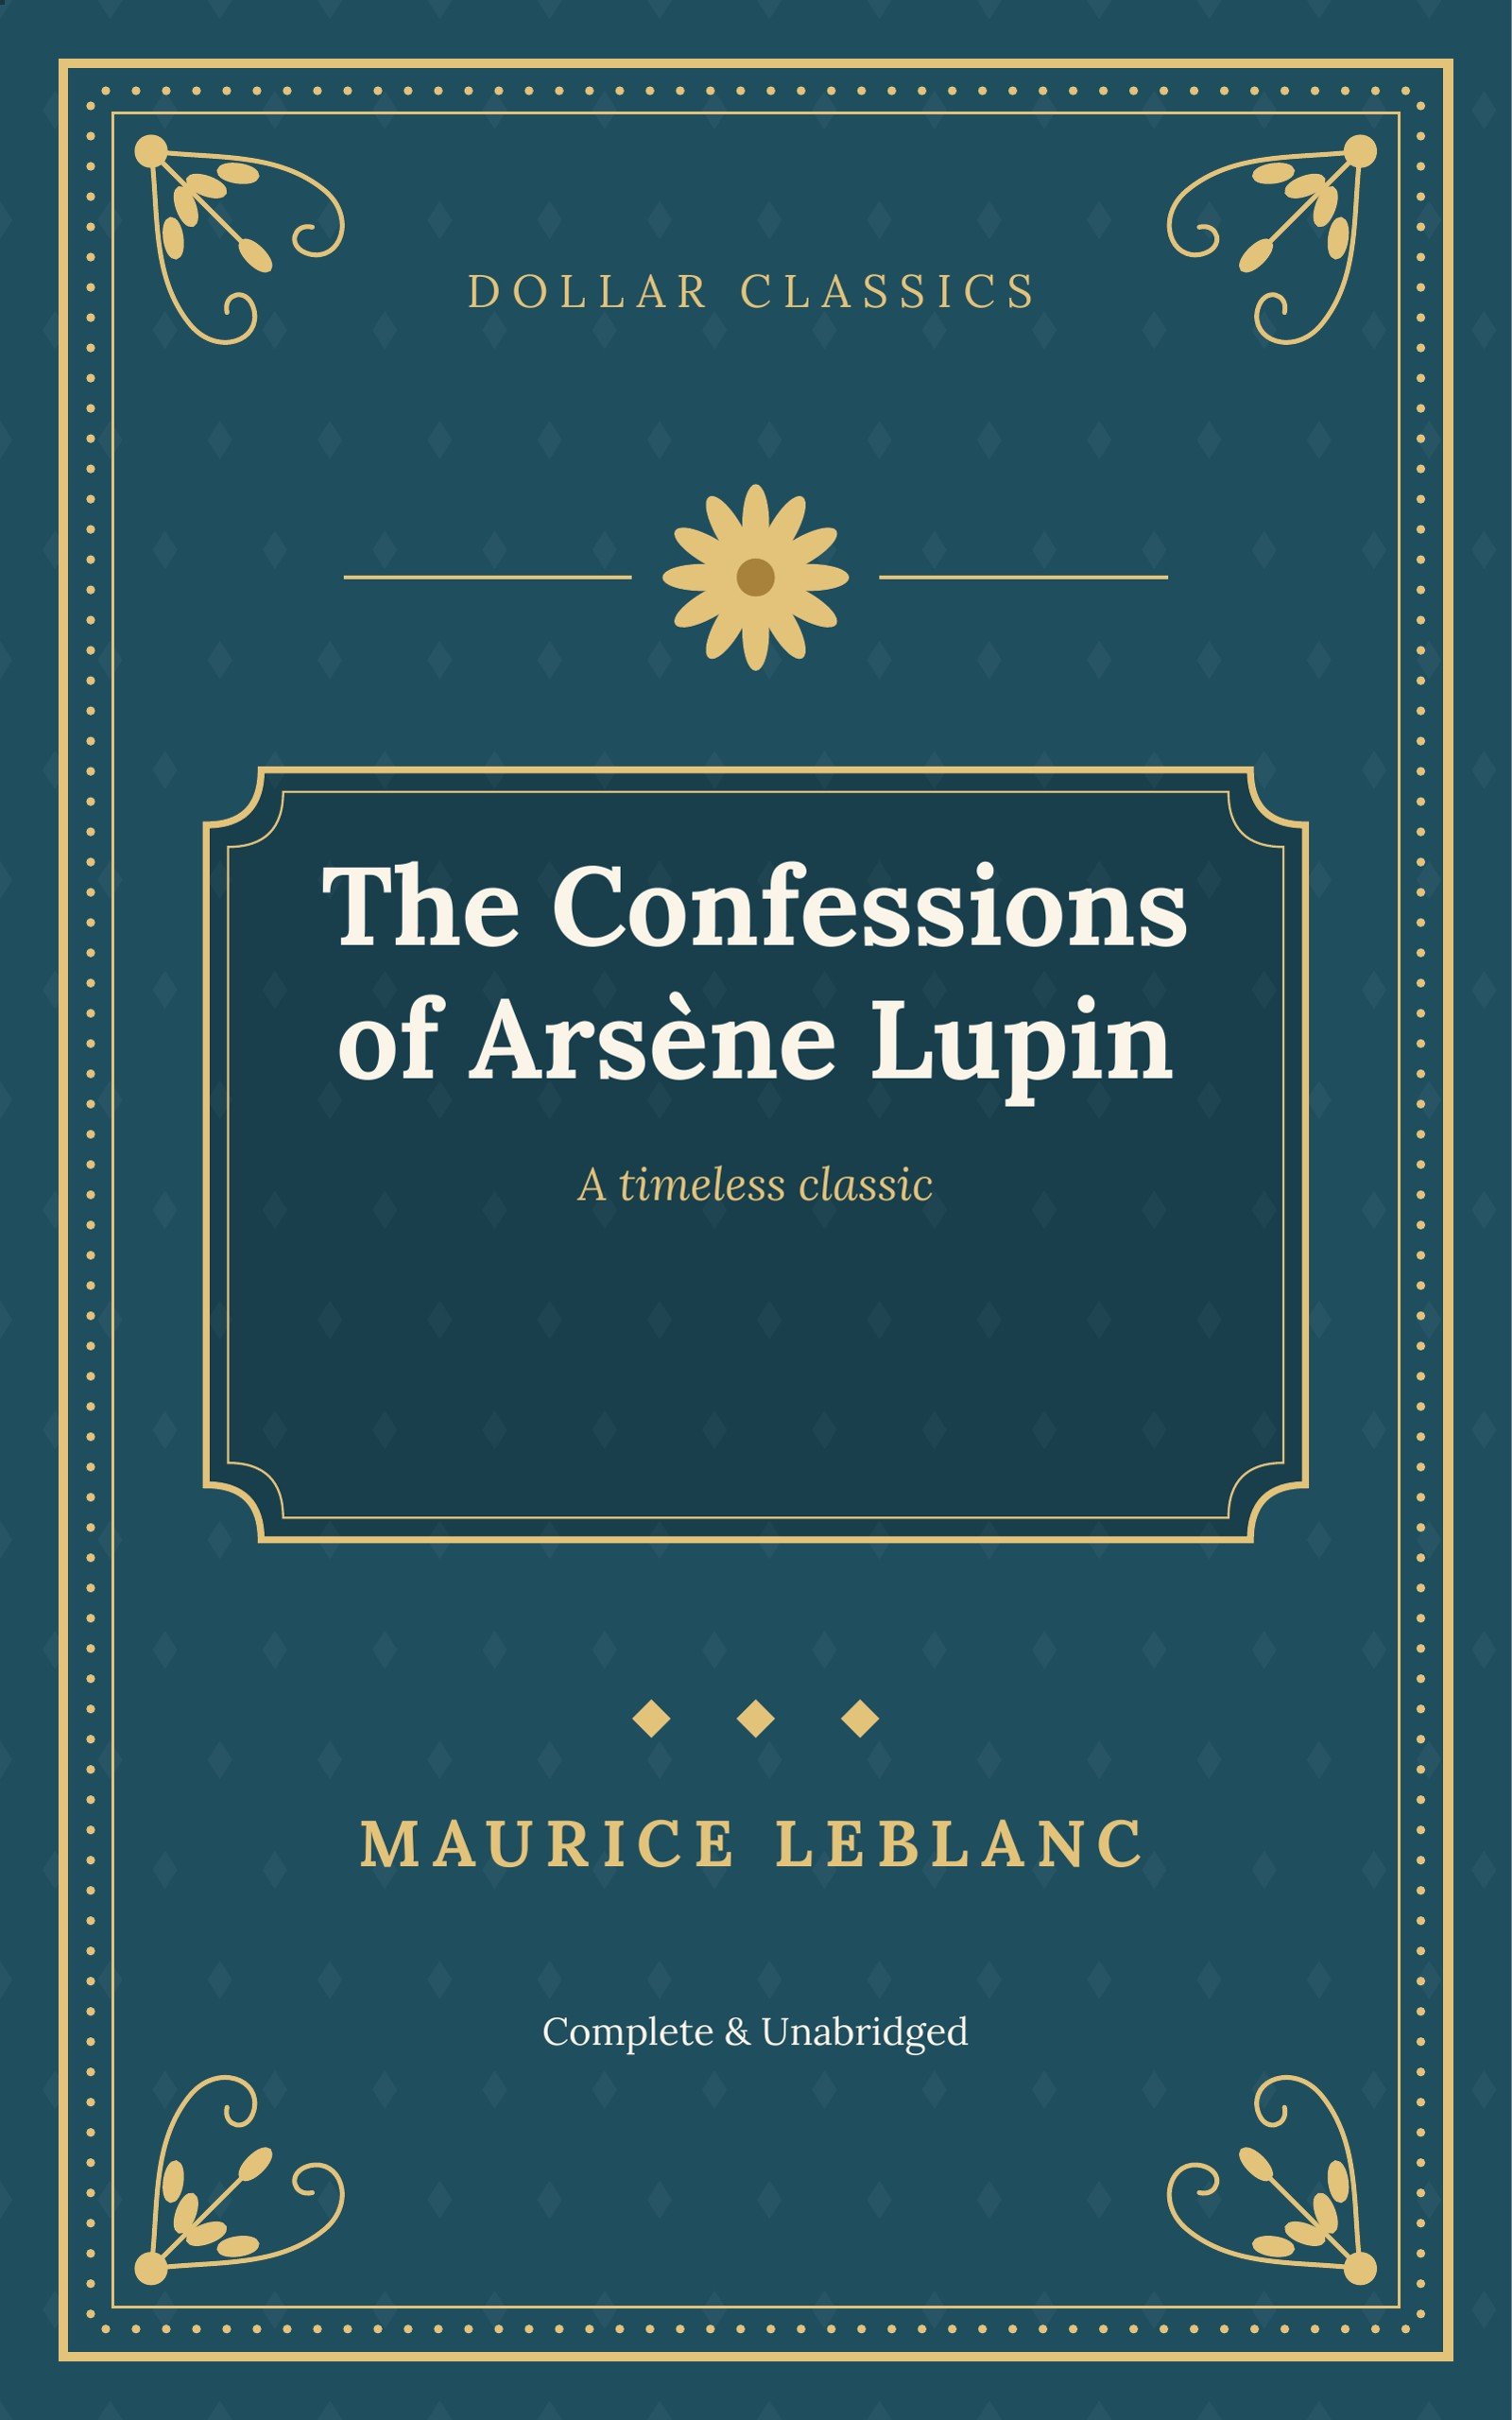 DOLLAR CLASSICS
The Confessions
of Arsène Lupin
A timeless classic
MAURICE LEBLANC
Complete & Unabridged